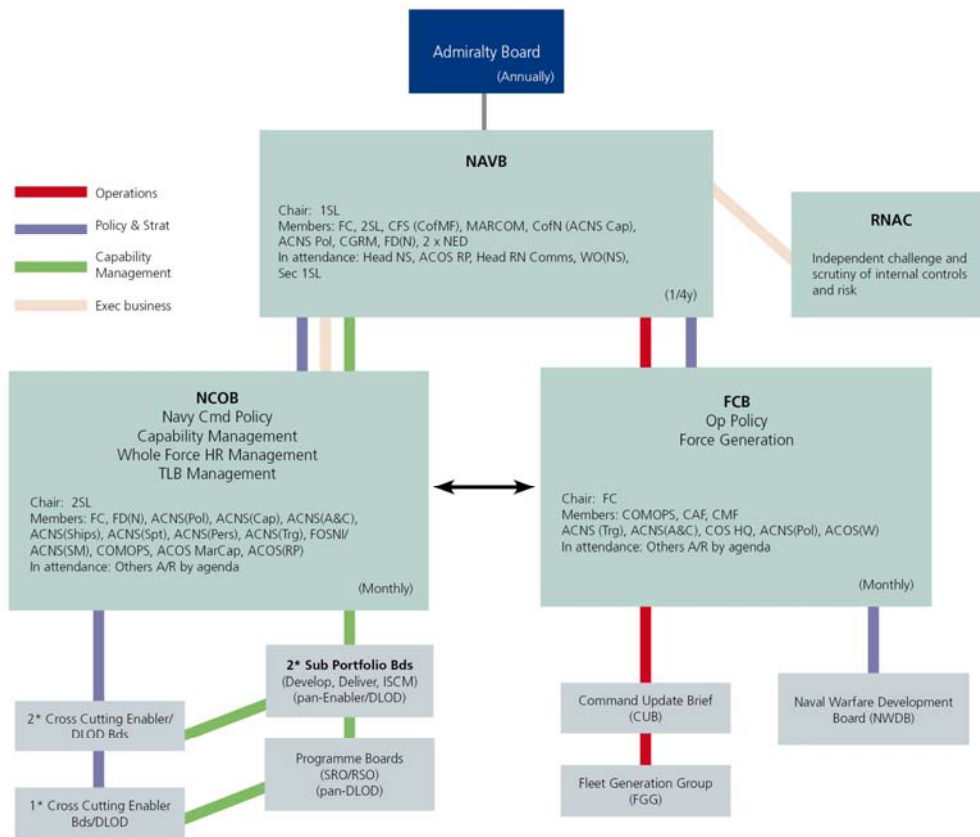 Admiralty Board
(Annually)
NAVB
Chair: 1SL
Members: FC, 2SL, CFS (CofMF), MARCOM, CofN (ACNS Cap),
ACNS Pol, CGRM, FD(N), 2 x NED
In attendance: Head NS, ACOS RP, Head RN Comms, WO(NS),
Sec 1SL
(1/4y)
Operations
Policy & Strat
Capability
Management
Exec business
RNAC
Independent challenge and
scrutiny of internal controls
and risk
NCOB
Navy Cmd Policy
Capability Management
Whole Force HR Management
TLB Management
Chair: 2SL
Members: FC, FD(N), ACNS(Pol), ACNS(Cap), ACNS(A&C),
ACNS(Ships), ACNS(Spt), ACNS(Pers), ACNS(Trg), FOSNI/
ACNS(SM), COMOPS, ACOS MarCap, ACOS(RP)
In attendance: Others A/R by agenda
(Monthly)
FCB
Op Policy
Force Generation
Chair: FC
Members: COMOPS, CAF, CMF
ACNS (Trg), ACNS(A&C), COS HQ, ACNS(Pol), ACOS(W)
In attendance: Others A/R by agenda
(Monthly)
2* Sub Portfolio Bds
(Develop, Deliver, ISCM)
(pan-Enabler/DLOD)
2* Cross Cutting Enabler/
DLOD Bds
Programme Boards
(SRO/RSO)
(pan-DLOD)
1* Cross Cutting Enabler
Bds/DLOD
Command Update Brief
(CUB)
Fleet Generation Group
(FGG)
Naval Warfare Development
Board (NWDB)